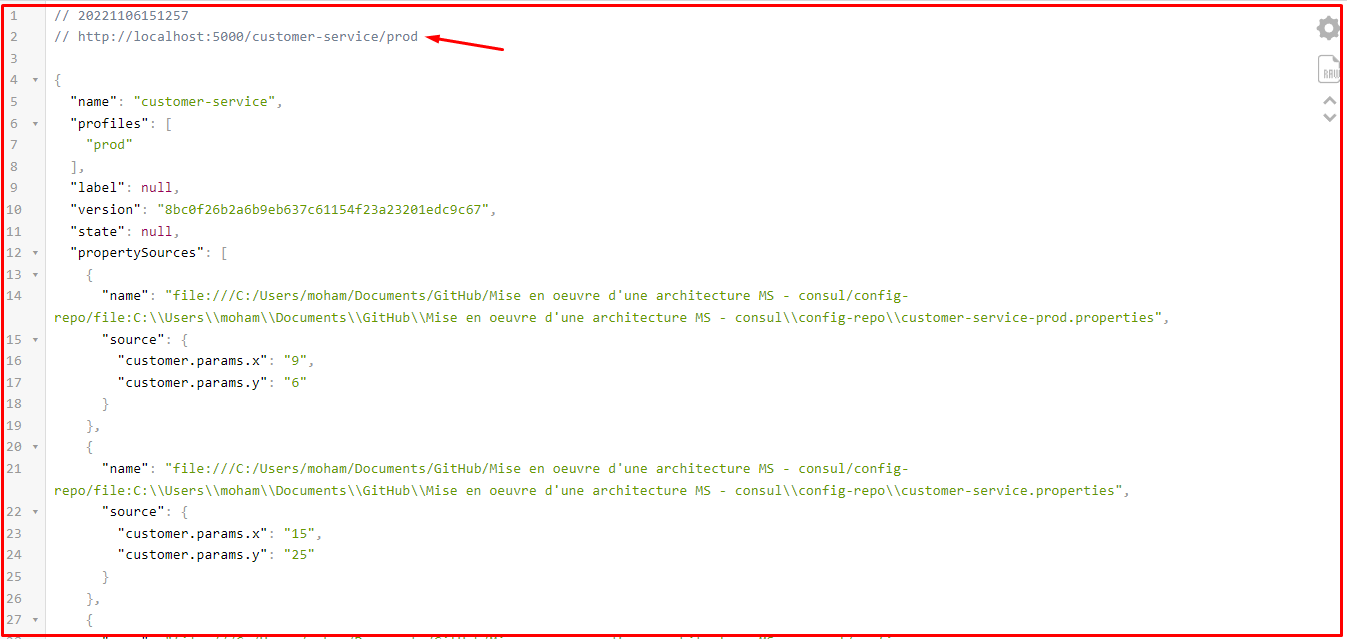 1 // 20221106151257
2 // http://localhost:5000/customer-service/prod
3
4 {
5 "name": "customer-service",
6 "profiles": [
7 "prod"
8 ],
9 "label": null,
10 "version": "8bc0f26b2a6b9eb637c61154f23a23201edc9c67",
11 "state": null,
12 "propertySources": [
13 {
14 "name": "file:///C:/Users/moham/Documents/GitHub/Mise en oeuvre d'une architecture MS - consul/config-
repo/file:C:\\Users\\moham\\Documents\\GitHub\\Mise en oeuvre d'une architecture MS - consul\\config-repo\\customer-service-prod.properties",
15 "source": {
16 "customer.params.x": "9",
17 "customer.params.y": "6"
18 }
19 },
20 {
21 "name": "file:///C:/Users/moham/Documents/GitHub/Mise en oeuvre d'une architecture MS - consul/config-
repo/file:C:\\Users\\moham\\Documents\\GitHub\\Mise en oeuvre d'une architecture MS - consul\\config-repo\\customer-service.properties",
22 "source": {
23 "customer.params.x": "15",
24 "customer.params.y": "25"
25 }
26 },
27 {
RAW